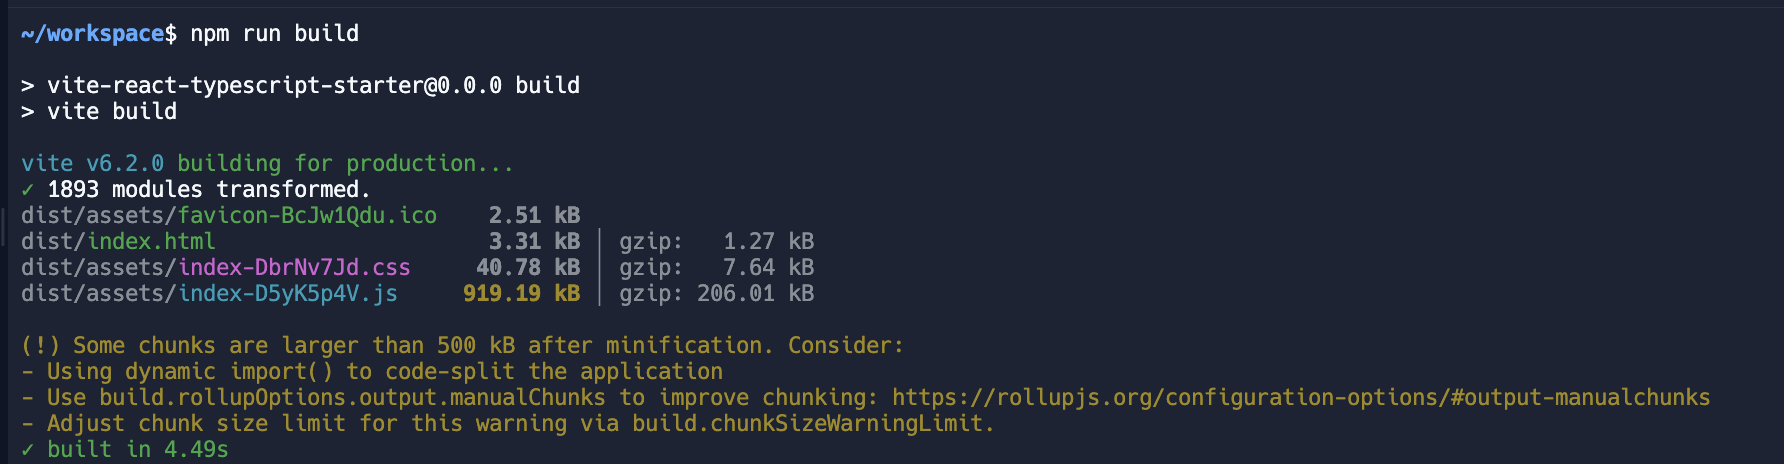 ~/workspace$ npm run build
> vite-react-typescript-starter@0.0.0 build
> vite build
vite v6.2.0 building for production...
✓ 1893 modules transformed.
dist/assets/favicon-BcJw1Qdu.ico    2.51 kB
dist/index.html                     3.31 kB │ gzip:   1.27 kB
dist/assets/index-DbrNv7Jd.css     40.78 kB │ gzip:   7.64 kB
dist/assets/index-D5yK5p4V.js     919.19 kB │ gzip: 206.01 kB
(!) Some chunks are larger than 500 kB after minification. Consider:
- Using dynamic import() to code-split the application
- Use build.rollupOptions.output.manualChunks to improve chunking: https://rollupjs.org/configuration-options/#output-manualchunks
- Adjust chunk size limit for this warning via build.chunkSizeWarningLimit.
✓ built in 4.49s